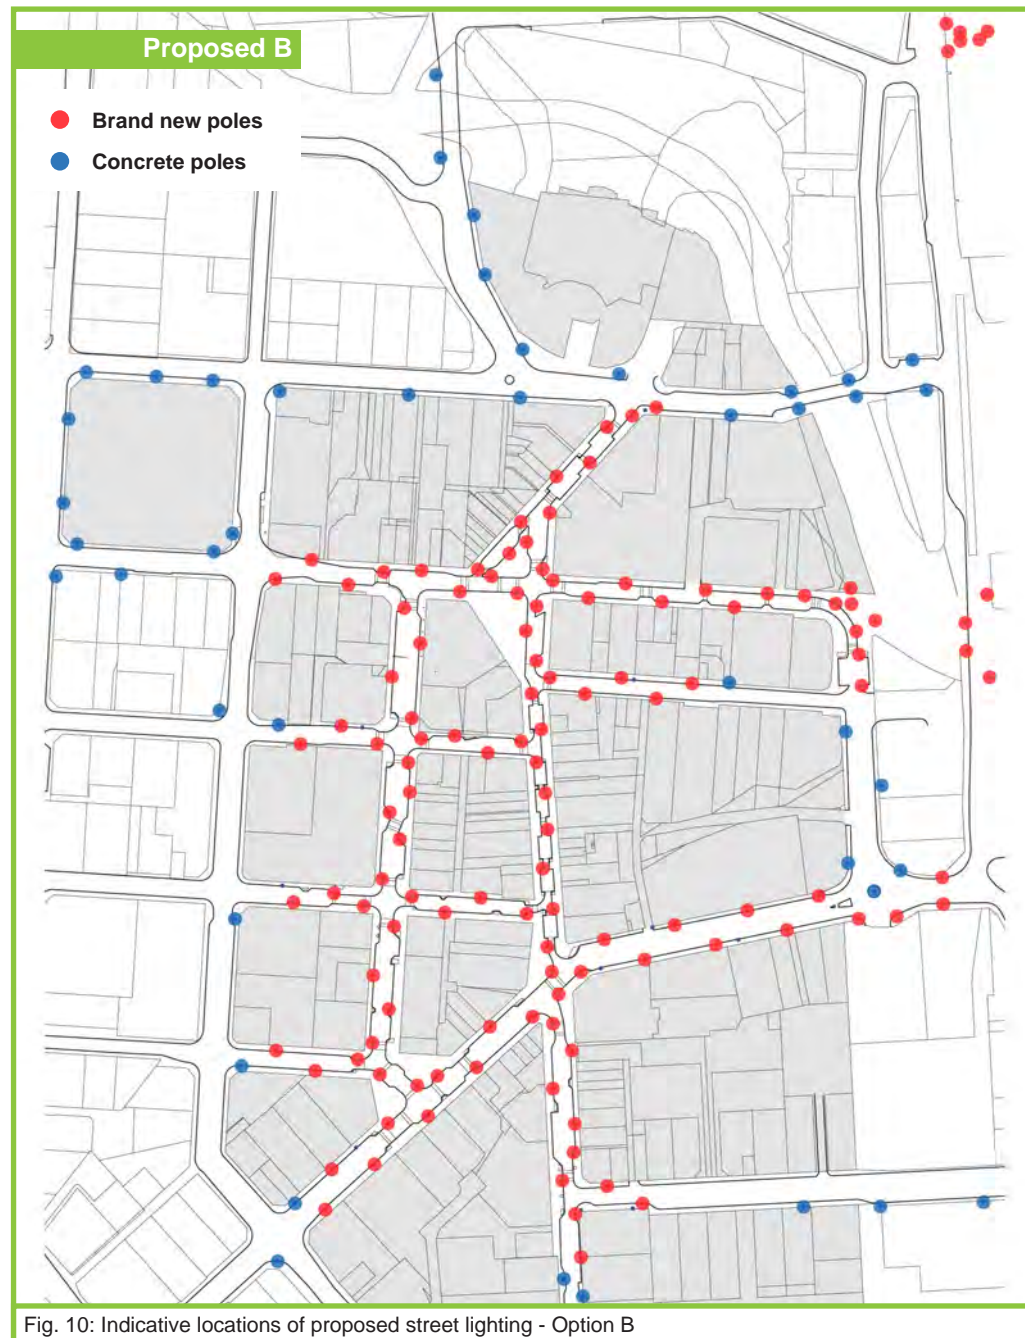 Proposed B
Brand new poles
Concrete poles
Fig. 10: Indicative locations of proposed street lighting - Option B